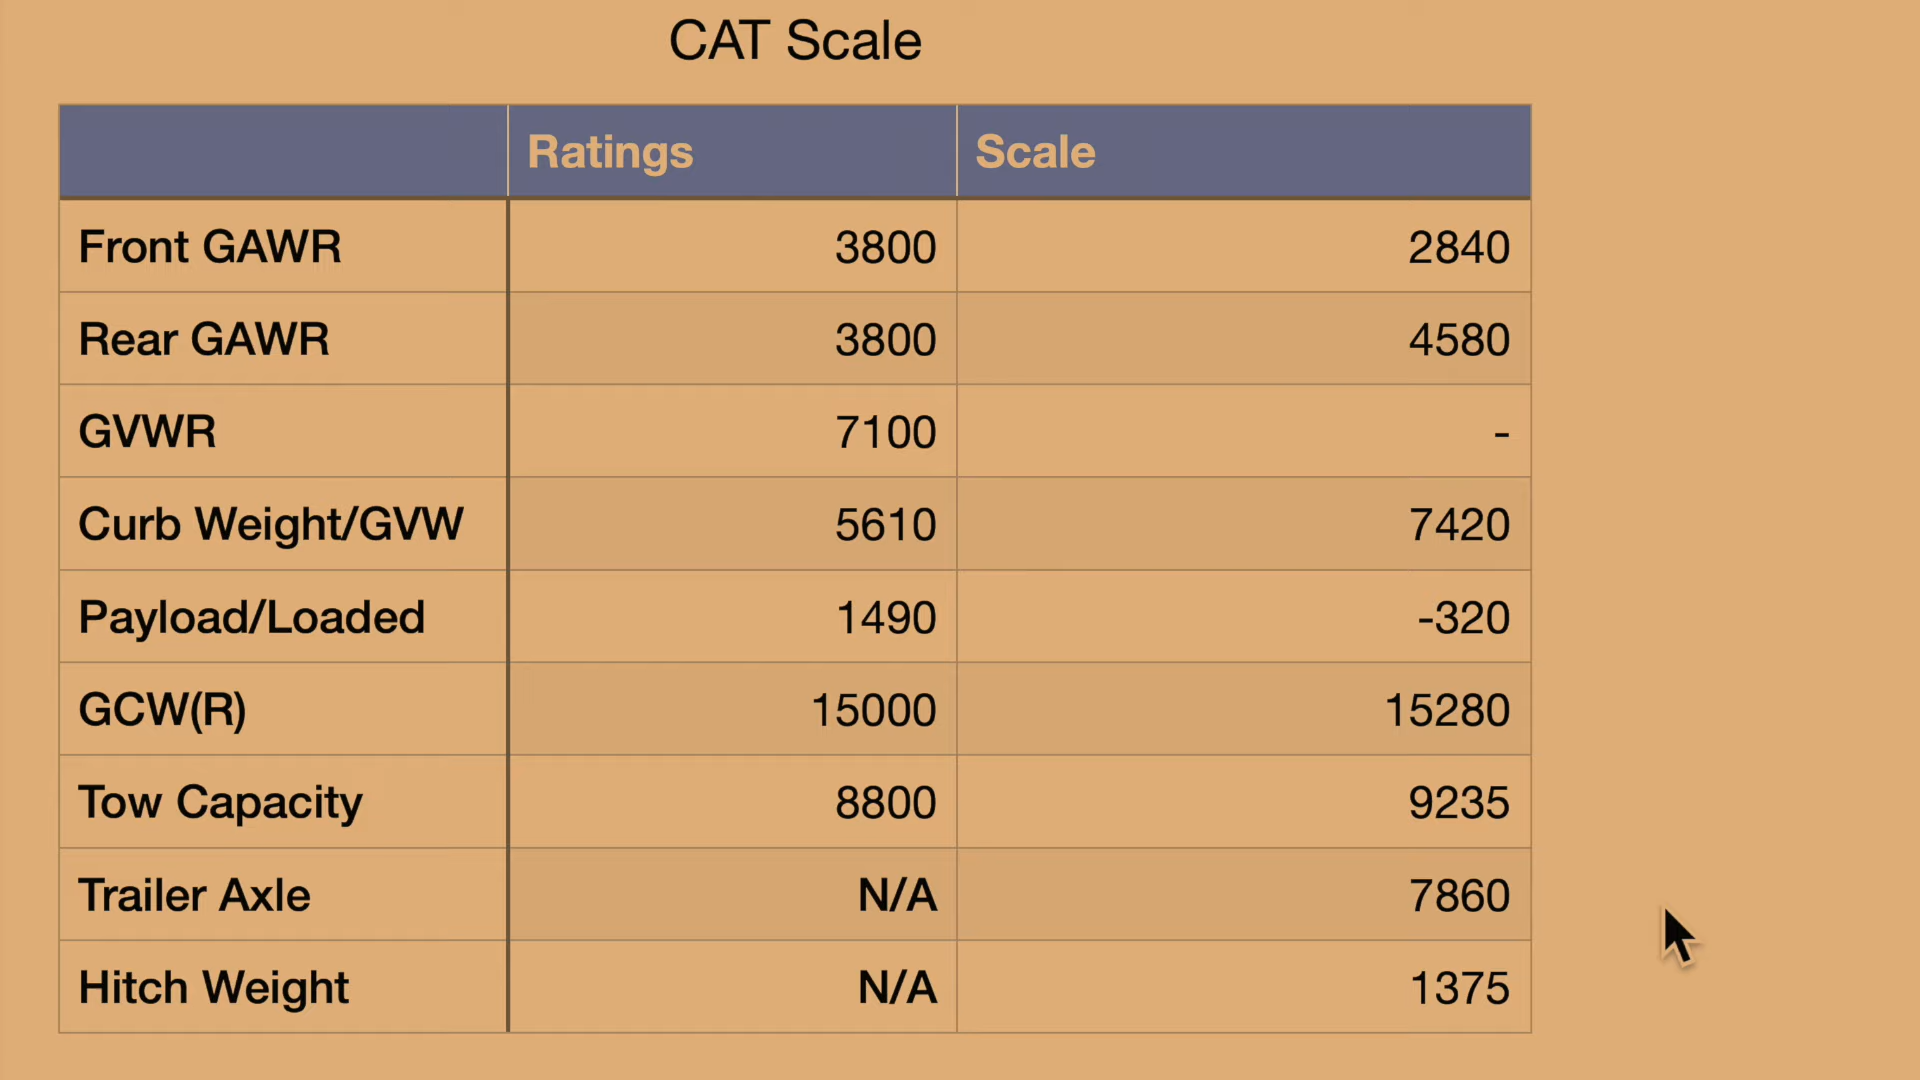 CAT Scale
Ratings Scale
Front GAWR 3800 2840
Rear GAWR 3800 4580
GVWR 7100 -
Curb Weight/GVW 5610 7420
Payload/Loaded 1490 -320
GCW(R) 15000 15280
Tow Capacity 8800 9235
Trailer Axle N/A 7860
Hitch Weight N/A 1375